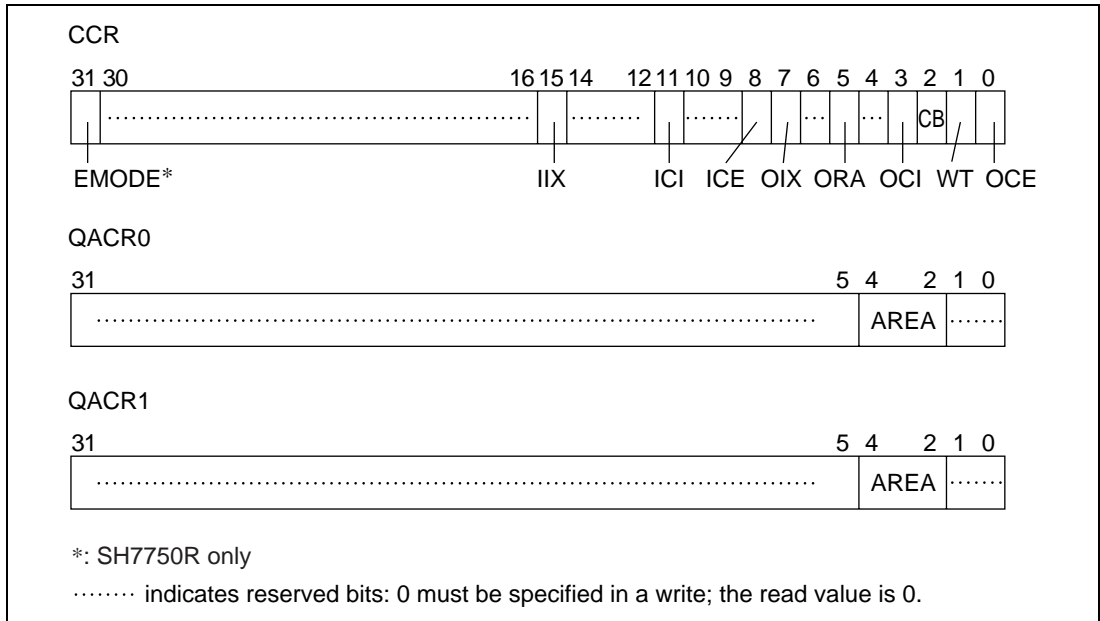 CCR
31 30 16 15 14 12 11 10 9 8 7 6 5 4 3 2 1 0
CB
EMODE* IIX ICI ICE OIX ORA OCI WT OCE
QACR0
31 5 4 2 1 0
AREA
QACR1
31 5 4 2 1 0
AREA
*: SH7750R only
········ indicates reserved bits: 0 must be specified in a write; the read value is 0.